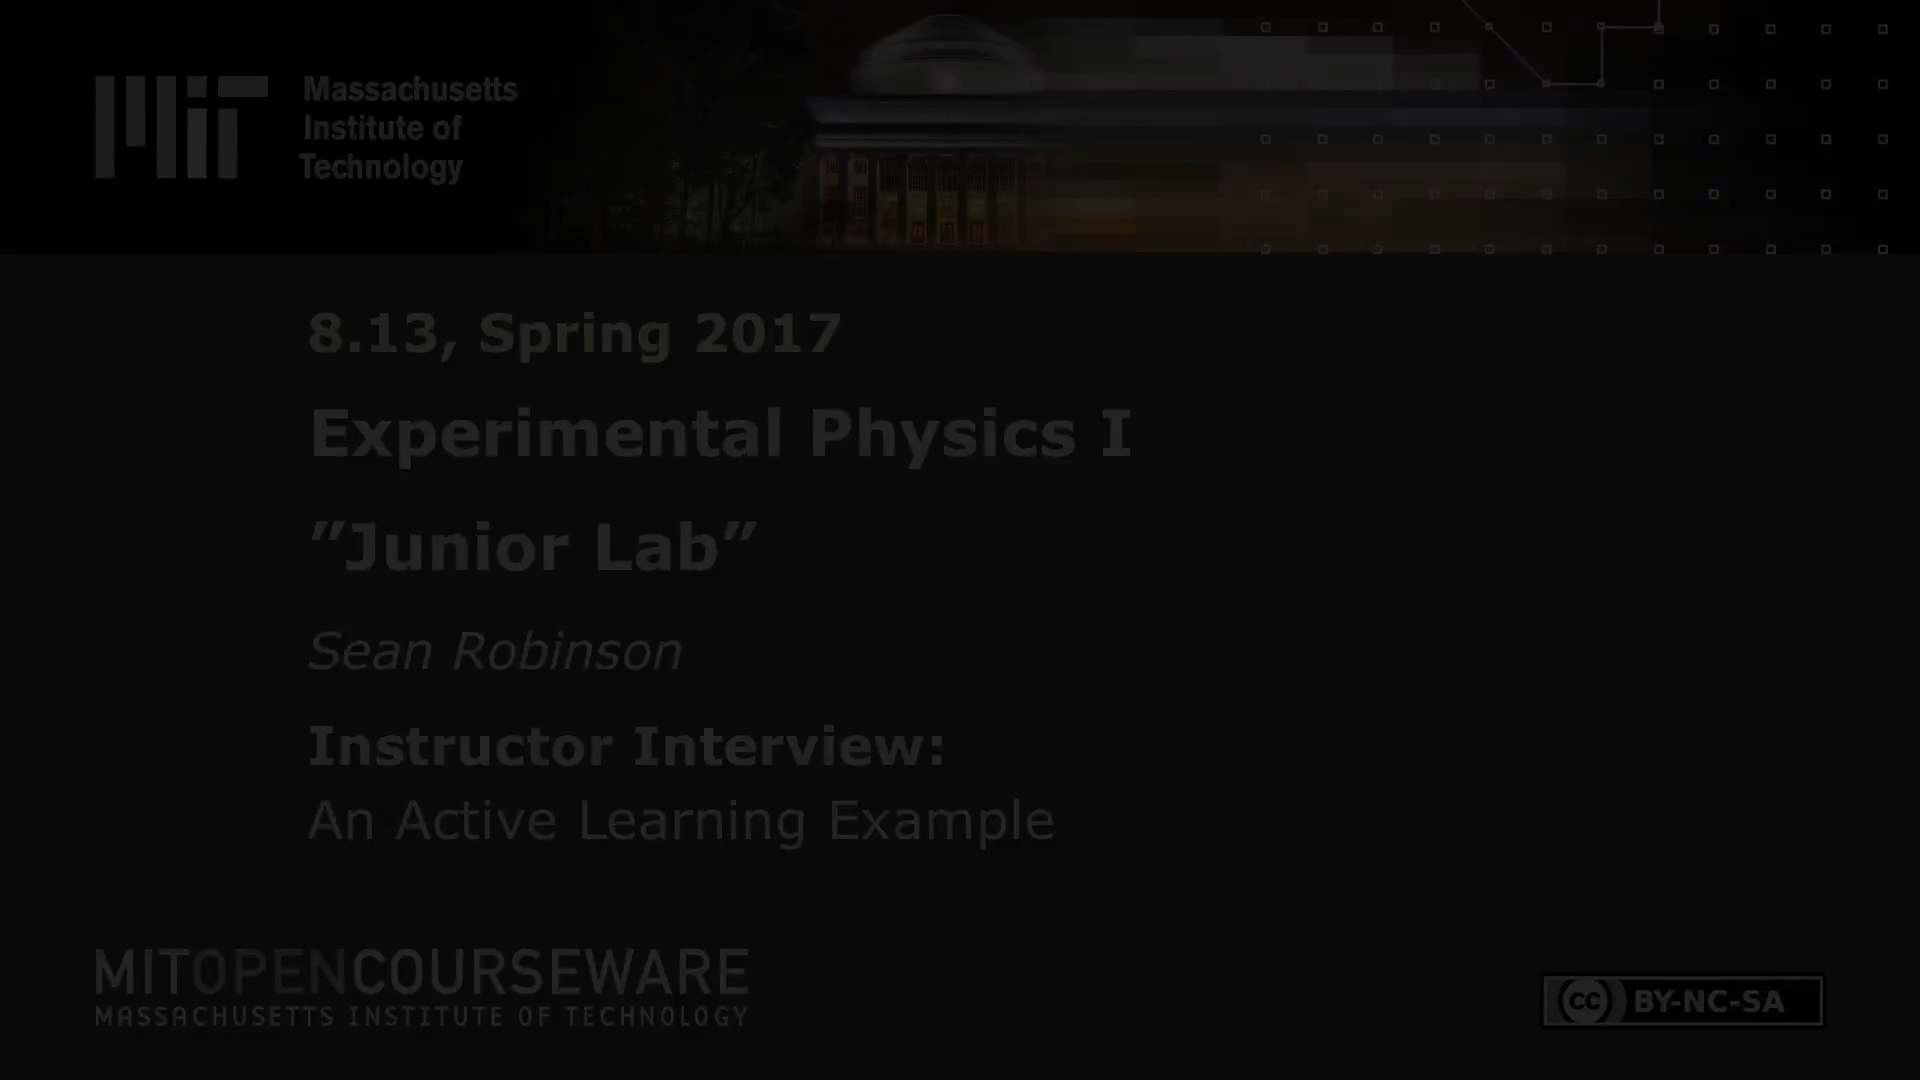 Massachusetts
Institute of
Technology
8.13, Spring 2017
Experimental Physics I
”Junior Lab”
Sean Robinson
Instructor Interview:
An Active Learning Example
MITOPENCOURSEWARE
MASSACHUSETTS INSTITUTE OF TECHNOLOGY
cc BY-NC-SA